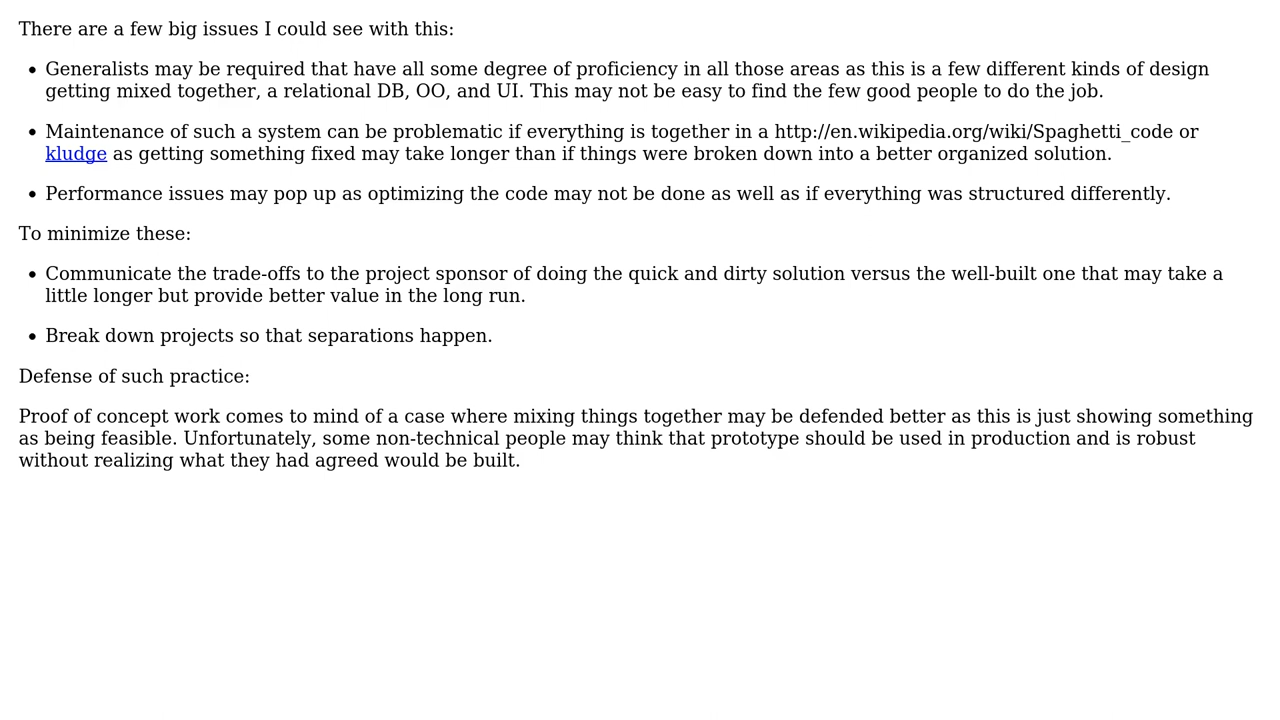 There are a few big issues I could see with this:
• Generalists may be required that have all some degree of proficiency in all those areas as this is a few different kinds of design
getting mixed together, a relational DB, OO, and UI. This may not be easy to find the few good people to do the job.
• Maintenance of such a system can be problematic if everything is together in a http://en.wikipedia.org/wiki/Spaghetti_code or
kludge as getting something fixed may take longer than if things were broken down into a better organized solution.
• Performance issues may pop up as optimizing the code may not be done as well as if everything was structured differently.
To minimize these:
• Communicate the trade-offs to the project sponsor of doing the quick and dirty solution versus the well-built one that may take a
little longer but provide better value in the long run.
• Break down projects so that separations happen.
Defense of such practice:
Proof of concept work comes to mind of a case where mixing things together may be defended better as this is just showing something
as being feasible. Unfortunately, some non-technical people may think that prototype should be used in production and is robust
without realizing what they had agreed would be built.